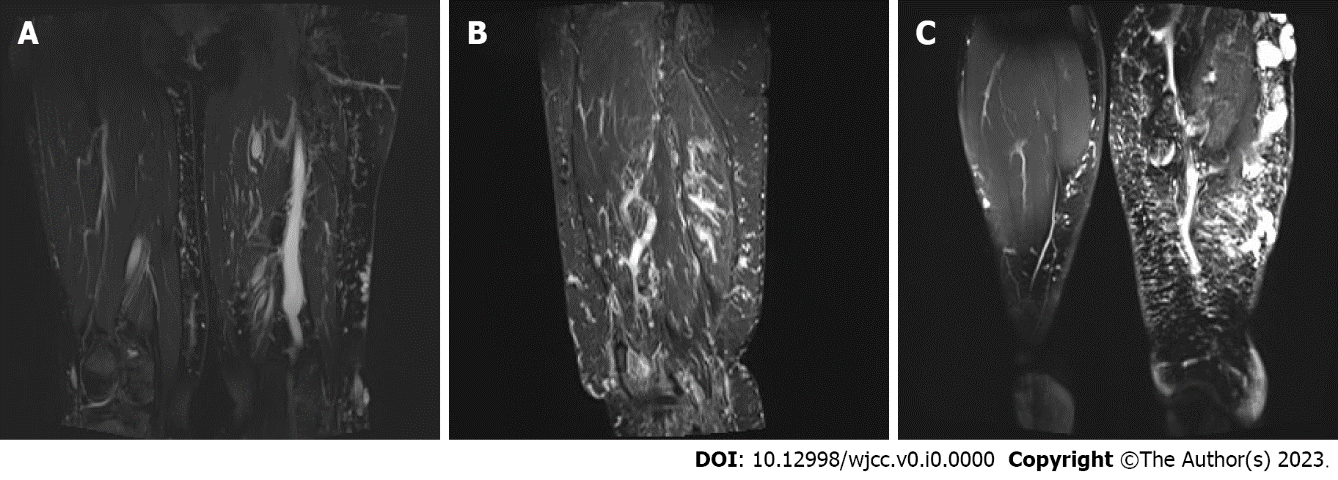 A
B
C
DOI: 10.12998/wjcc.v0.i0.0000 Copyright ©The Author(s) 2023.